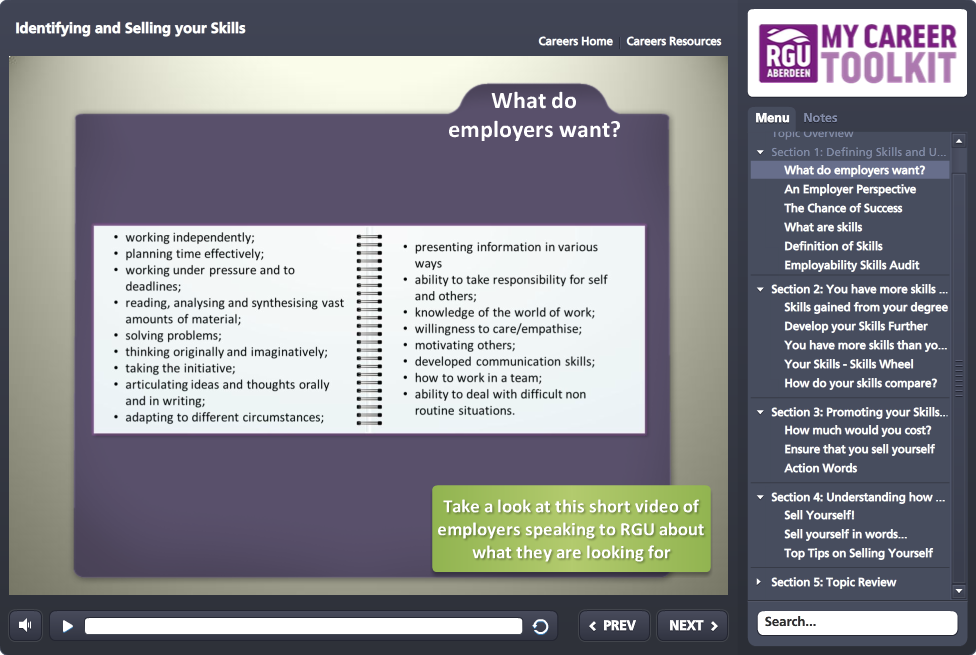 Identifying and Selling your Skills
Careers Home
Careers Resources
What do
employers want?
• working independently;
• planning time effectively;
• working under pressure and to
deadlines;
• reading, analysing and synthesising vast
amounts of material;
• solving problems;
• thinking originally and imaginatively;
• taking the initiative;
• articulating ideas and thoughts orally
and in writing;
• adapting to different circumstances;
• presenting information in various
ways
• ability to take responsibility for self
and others;
• knowledge of the world of work;
• willingness to care/empathise;
• motivating others;
• developed communication skills;
• how to work in a team;
• ability to deal with difficult non
routine situations.
Take a look at this short video of
employers speaking to RGU about
what they are looking for
PREV
NEXT
RGU
ABERDEEN
MY CAREER
TOOLKIT
Menu
Notes
Topic Overview
Section 1: Defining Skills and U...
What do employers want?
An Employer Perspective
The Chance of Success
What are skills
Definition of Skills
Employability Skills Audit
Section 2: You have more skills ...
Skills gained from your degree
Develop your Skills Further
You have more skills than yo...
Your Skills - Skills Wheel
How do your skills compare?
Section 3: Promoting your Skills...
How much would you cost?
Ensure that you sell yourself
Action Words
Section 4: Understanding how ...
Sell Yourself!
Sell yourself in words...
Top Tips on Selling Yourself
Section 5: Topic Review
Search...